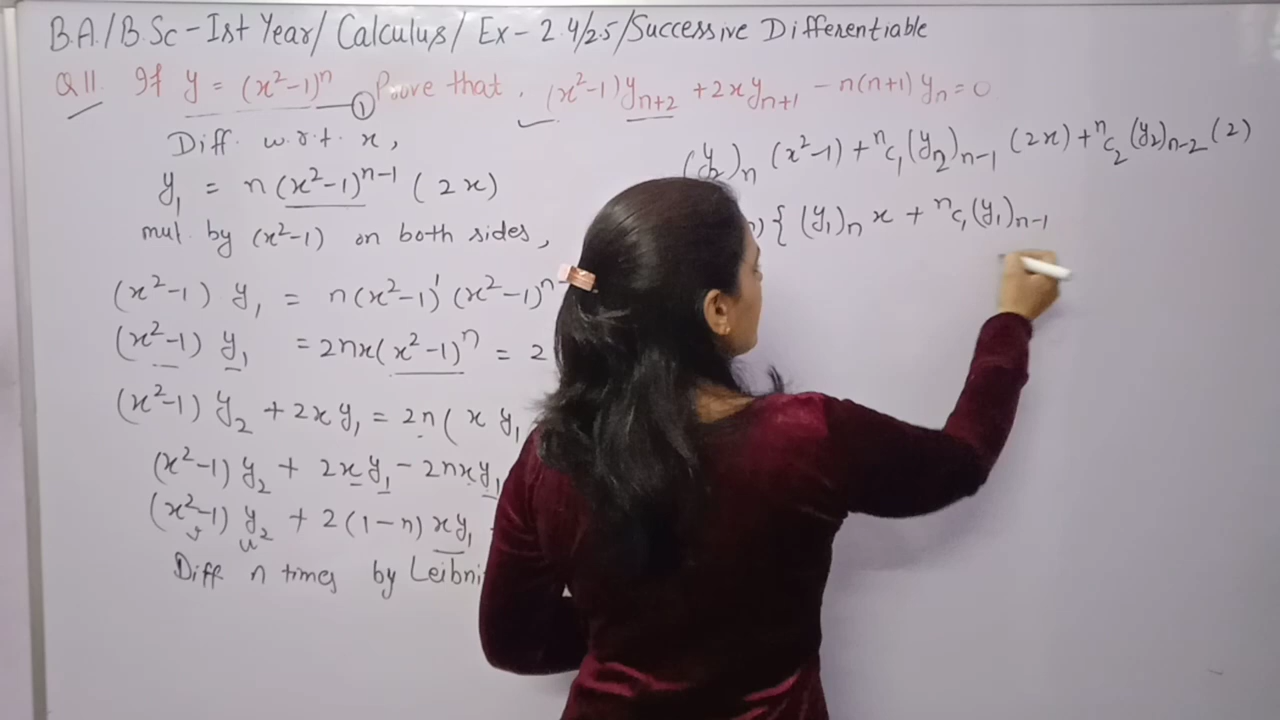 B.A./B.Sc-Ist Year/ Calculus/ Ex-2.4/2.5/Successive Differentiable
Q11. If y = (x²-1)ⁿ ① Prove that. (x²-1)yₙ₊₂ +2xyₙ₊₁ -n(n+1)yₙ=0
Diff. w.r.t. x,
y₁ = n(x²-1)ⁿ⁻¹ (2x)
mul. by (x²-1) on both sides,
(x²-1) y₁ = n(x²-1)¹(x²-1)ⁿ⁻
(x²-1) y₁ = 2nx(x²-1)ⁿ = 2
(x²-1) y₂ + 2xy₁ = 2n(x y₁
(x²-1) y₂ + 2xy₁ - 2nxy₁
(x²-1) y₂ + 2(1-n) xy₁
v u
Diff n times by
(y₂)ₙ (x²-1) + ⁿC₁(y₂)ₙ₋₁ (2x) + ⁿC₂(y₂)ₙ₋₂(2)
) {(y₁)ₙ x + ⁿC₁(y₁)ₙ₋₁